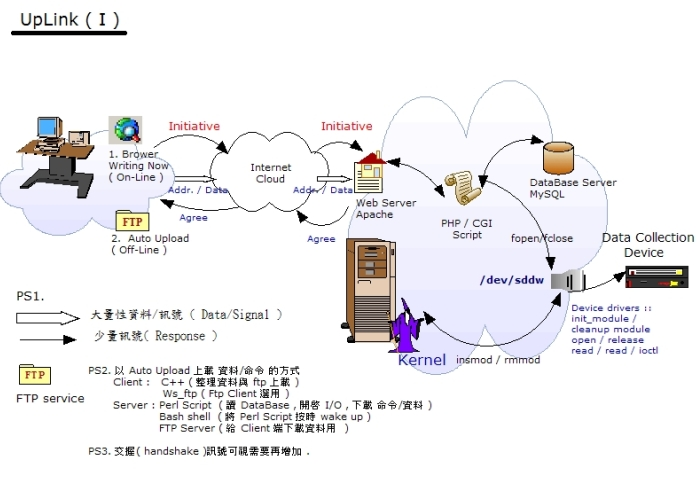 UpLink ( I )
Initiative
Initiative
1. Brower
Writing Now
( On-Line )
Internet
Cloud
Addr. / Data
Addr. / Data
Agree
Agree
FTP
2. Auto Upload
( Off-Line )
Web Server
Apache
PHP / CGI
Script
DataBase Server
MySQL
fopen/fclose
Data Collection
Device
/dev/sddw
Device drivers ::
init_module /
cleanup module
open / release
read / read / ioctl
Kernel
insmod / rmmod
PS1.
大量性資料/訊號 ( Data/Signal )
少量訊號( Response )
FTP
FTP service
PS2. 以 Auto Upload 上載 資料/命令 的方式
Client : C++ ( 整理資料與 ftp 上載 )
Ws_ftp ( Ftp Client 選用 )
Server : Perl Script ( 讀 DataBase , 開啓 I/O , 下載 命令/資料 )
Bash shell ( 將 Perl Script 按時 wake up )
FTP Server ( 給 Client 端下載資料用 )
PS3. 交握( handshake )訊號可視需要再增加 .